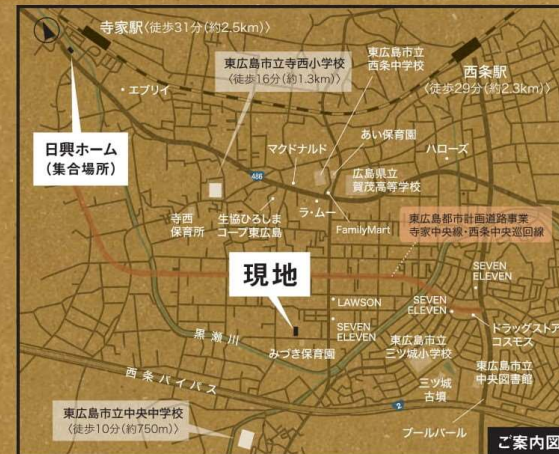 寺家駅〈徒歩31分(約2.5km)〉
東広島市立寺西小学校
〈徒歩16分(約1.3km)〉
東広島市立
西条中学校
西条駅
〈徒歩29分(約2.3km)〉
エブリイ
日興ホーム
(集合場所)
マクドナルド
あい保育園
ハローズ
486
広島県立
賀茂高等学校
寺西
保育所
生協ひろしま
コープ東広島
ラ・ムー
FamilyMart
東広島都市計画道路事業
寺家中央線・西条中央巡回線
現地
SEVEN
ELEVEN
LAWSON
SEVEN
ELEVEN
SEVEN
ELEVEN
ドラッグストア
コスモス
黒瀬川
みづき保育園
東広島市立
三ツ城小学校
西条バイパス
三ツ城
古墳
東広島市立
中央図書館
東広島市立中央中学校
〈徒歩10分(約750m)〉
2
ブールバール
ご案内図